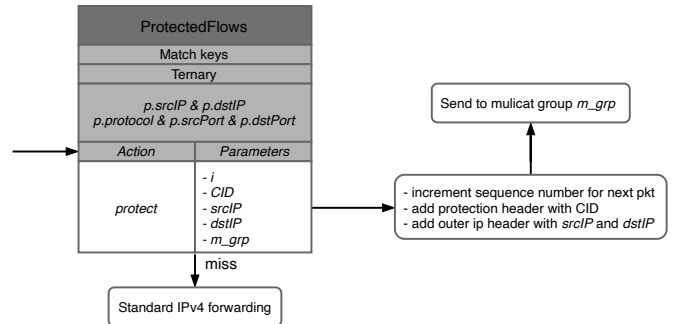 ProtectedFlows
Match keys
Ternary
p.srcIP & p.dstIP
p.protocol & p.srcPort & p.dstPort
Action
Parameters
protect
- i
- CID
- srcIP
- dstIP
- m_grp
miss
Standard IPv4 forwarding
Send to mulicat group m_grp
- increment sequence number for next pkt
- add protection header with CID
- add outer ip header with srcIP and dstIP